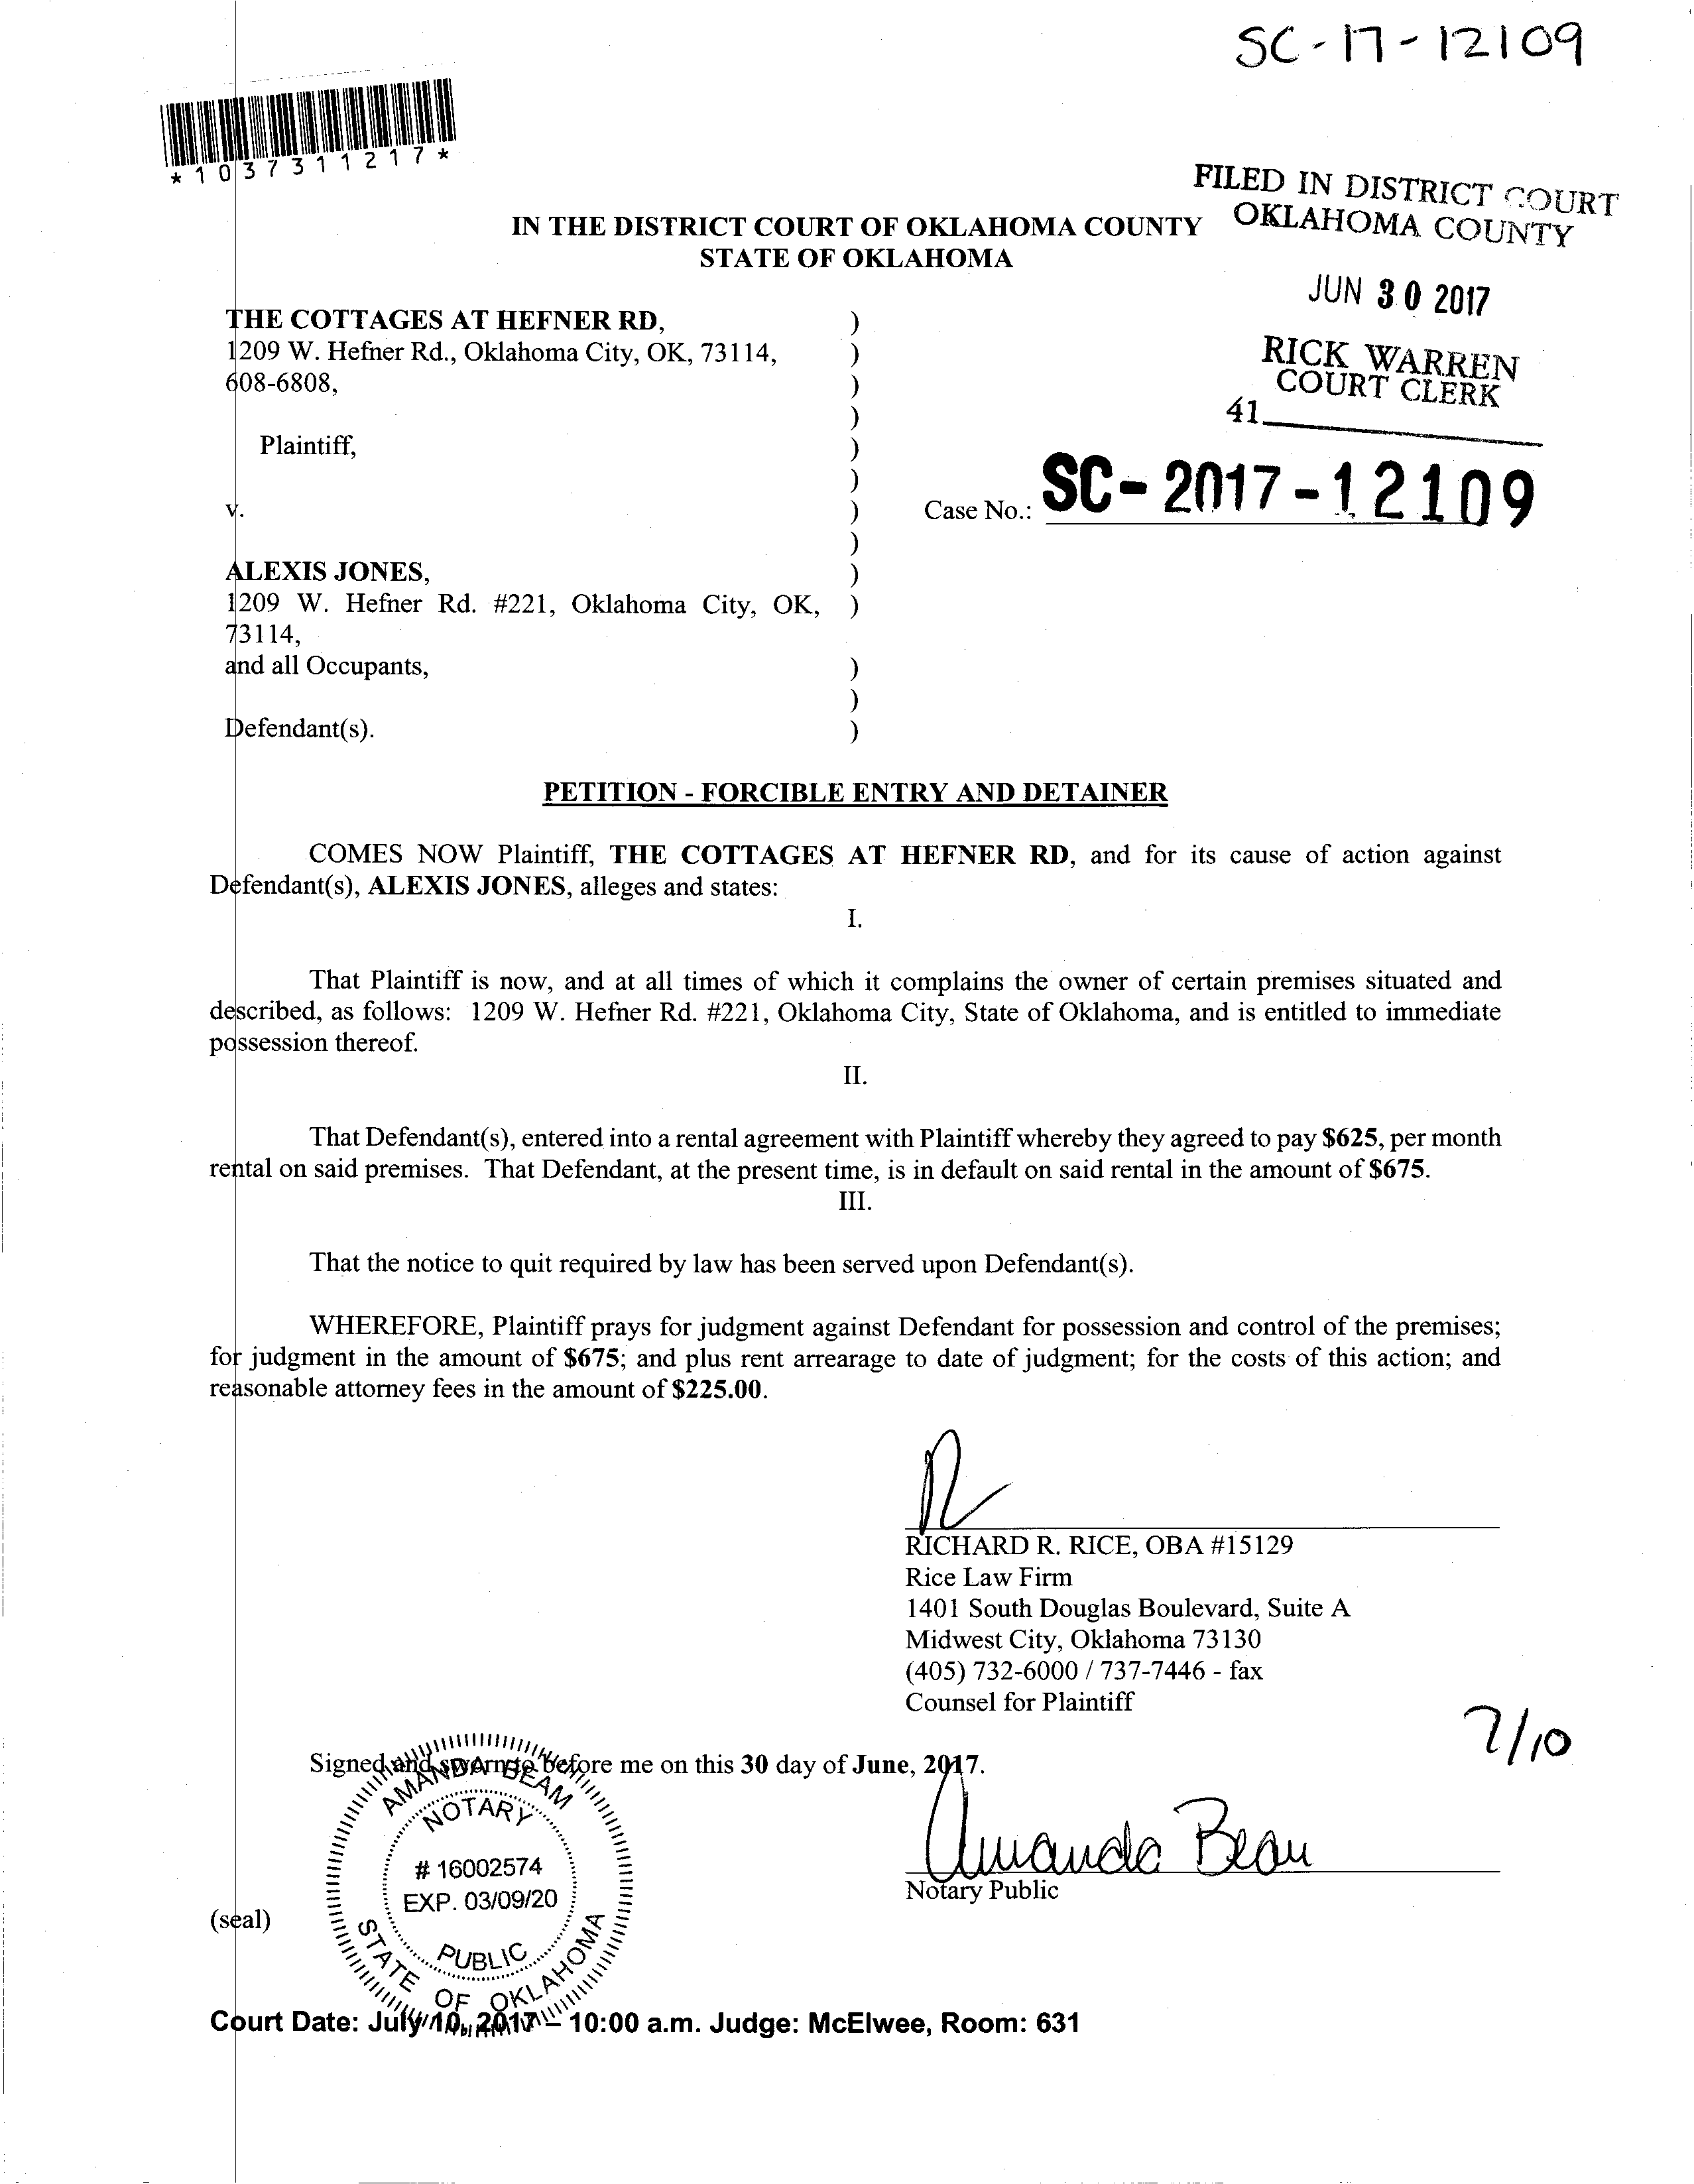 SC-17-12109
*1037311217*
FILED IN DISTRICT COURT
OKLAHOMA COUNTY
JUN 30 2017
RICK WARREN
COURT CLERK
41
IN THE DISTRICT COURT OF OKLAHOMA COUNTY
STATE OF OKLAHOMA
THE COTTAGES AT HEFNER RD, )
1209 W. Hefner Rd., Oklahoma City, OK, 73114, )
608-6808, )
)
Plaintiff, )
)
v. ) Case No.: SC-2017-12109
)
ALEXIS JONES, )
1209 W. Hefner Rd. #221, Oklahoma City, OK, )
73114,
and all Occupants, )
)
Defendant(s). )
PETITION - FORCIBLE ENTRY AND DETAINER
COMES NOW Plaintiff, THE COTTAGES AT HEFNER RD, and for its cause of action against
Defendant(s), ALEXIS JONES, alleges and states:
I.
That Plaintiff is now, and at all times of which it complains the owner of certain premises situated and
described, as follows: 1209 W. Hefner Rd. #221, Oklahoma City, State of Oklahoma, and is entitled to immediate
possession thereof.
II.
That Defendant(s), entered into a rental agreement with Plaintiff whereby they agreed to pay $625, per month
rental on said premises. That Defendant, at the present time, is in default on said rental in the amount of $675.
III.
That the notice to quit required by law has been served upon Defendant(s).
WHEREFORE, Plaintiff prays for judgment against Defendant for possession and control of the premises;
for judgment in the amount of $675; and plus rent arrearage to date of judgment; for the costs of this action; and
reasonable attorney fees in the amount of $225.00.
RICHARD R. RICE, OBA #15129
Rice Law Firm
1401 South Douglas Boulevard, Suite A
Midwest City, Oklahoma 73130
(405) 732-6000 / 737-7446 - fax
Counsel for Plaintiff
7/10
Signed and sworn to before me on this 30 day of June, 2017.
AMANDA BEAM
NOTARY
# 16002574
EXP. 03/09/20
PUBLIC
STATE OF OKLAHOMA
Amanda Beam
Notary Public
(seal)
Court Date: July 10, 2017 – 10:00 a.m. Judge: McElwee, Room: 631